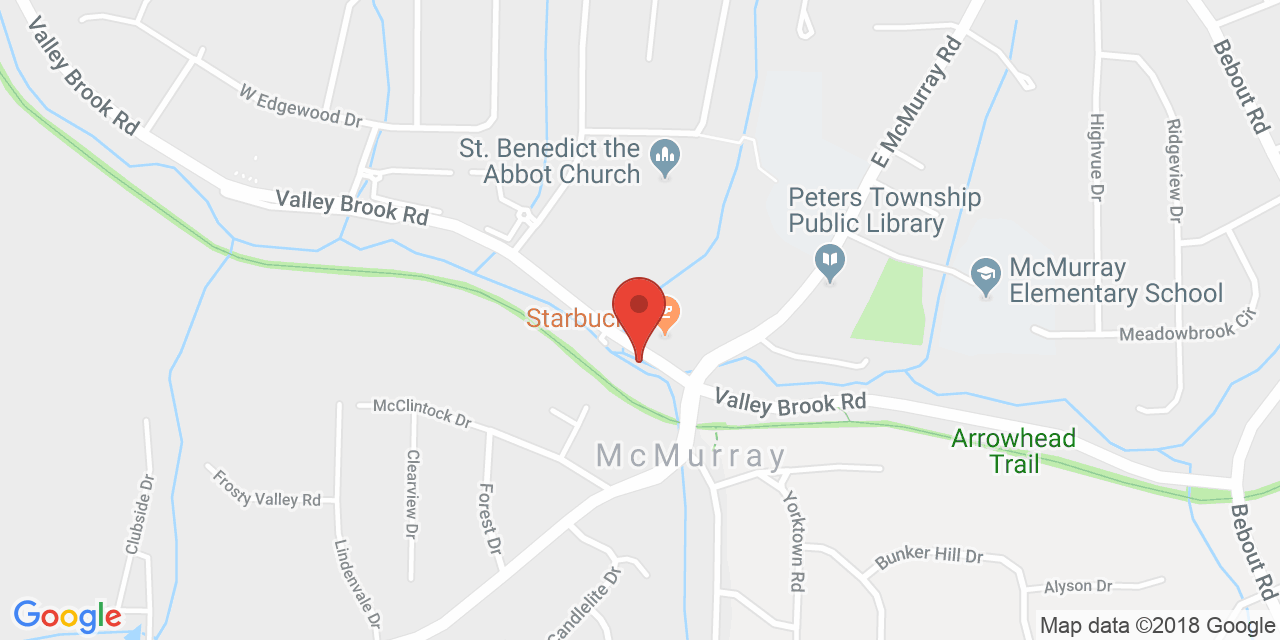 Valley Brook Rd
W Edgewood Dr
St. Benedict the
Abbot Church
Valley Brook Rd
E McMurray Rd
Bebout Rd
Highvue Dr
Ridgeview Dr
Peters Township
Public Library
McMurray
Elementary School
Meadowbrook Cir
Starbuc
Valley Brook Rd
Arrowhead
Trail
McClintock Dr
McMurray
Clubside Dr
Frosty Valley Rd
Clearview Dr
Forest Dr
Lindenvale Dr
Candlelite Dr
Yorktown Rd
Bunker Hill Dr
Alyson Dr
Bebout Rd
Google
Map data ©2018 Google